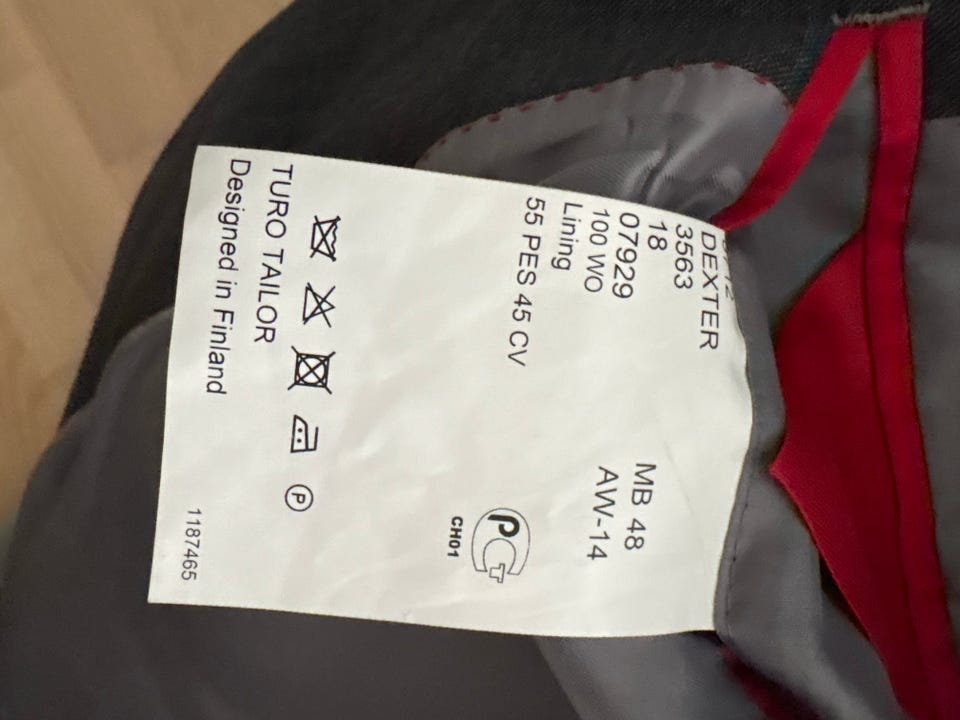 DEXTER
3563
18
07929
100 WO
Lining
55 PES 45 CV
MB 48
AW-14
PCT
CH01
P
TURO TAILOR
Designed in Finland
1187465